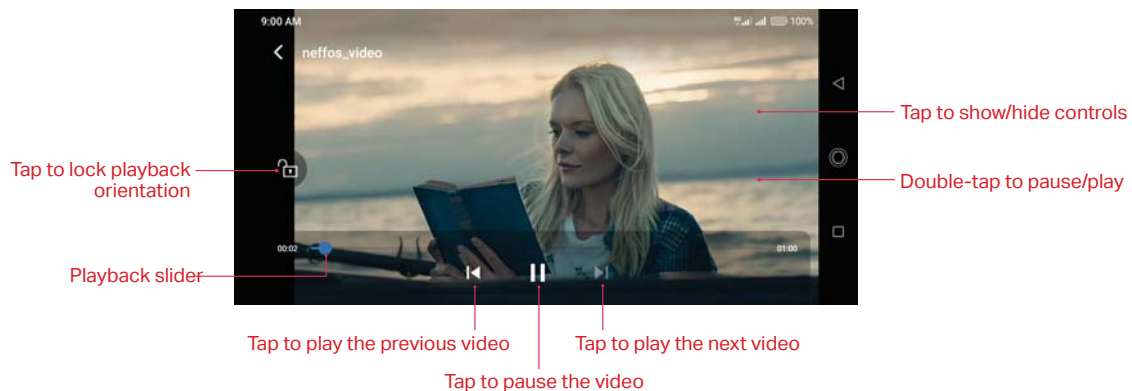 9:00 AM
4G 100%
neffos_video
Tap to show/hide controls
Tap to lock playback
orientation
Double-tap to pause/play
00:02
01:00
Playback slider
Tap to play the previous video
Tap to play the next video
Tap to pause the video